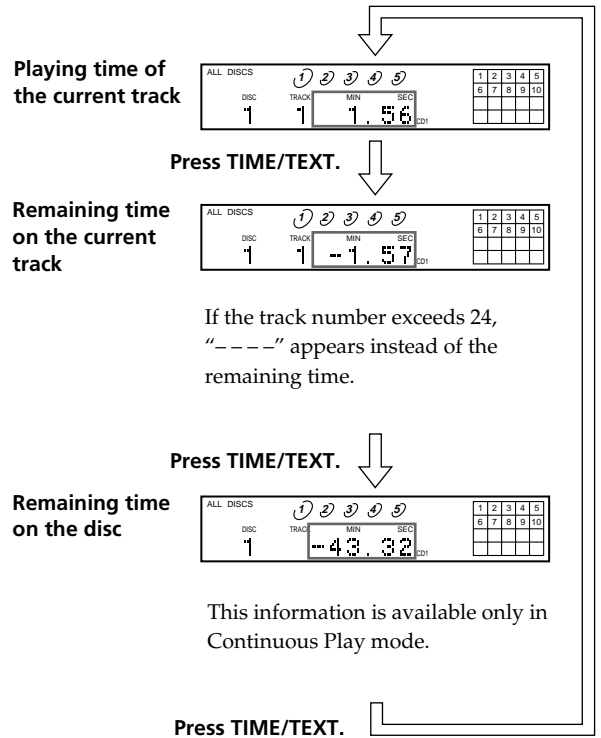 Playing time of
the current track
ALL DISCS
1 2 3 4 5
DISC TRACK MIN SEC
1 1 1.56 CD1
1 2 3 4 5
6 7 8 9 10
Press TIME/TEXT.
Remaining time
on the current
track
ALL DISCS
1 2 3 4 5
DISC TRACK MIN SEC
1 1 -1.57 CD1
1 2 3 4 5
6 7 8 9 10
If the track number exceeds 24,
“– – – –” appears instead of the
remaining time.
Press TIME/TEXT.
Remaining time
on the disc
ALL DISCS
1 2 3 4 5
DISC TRACK MIN SEC
1 -43.32 CD1
1 2 3 4 5
6 7 8 9 10
This information is available only in
Continuous Play mode.
Press TIME/TEXT.